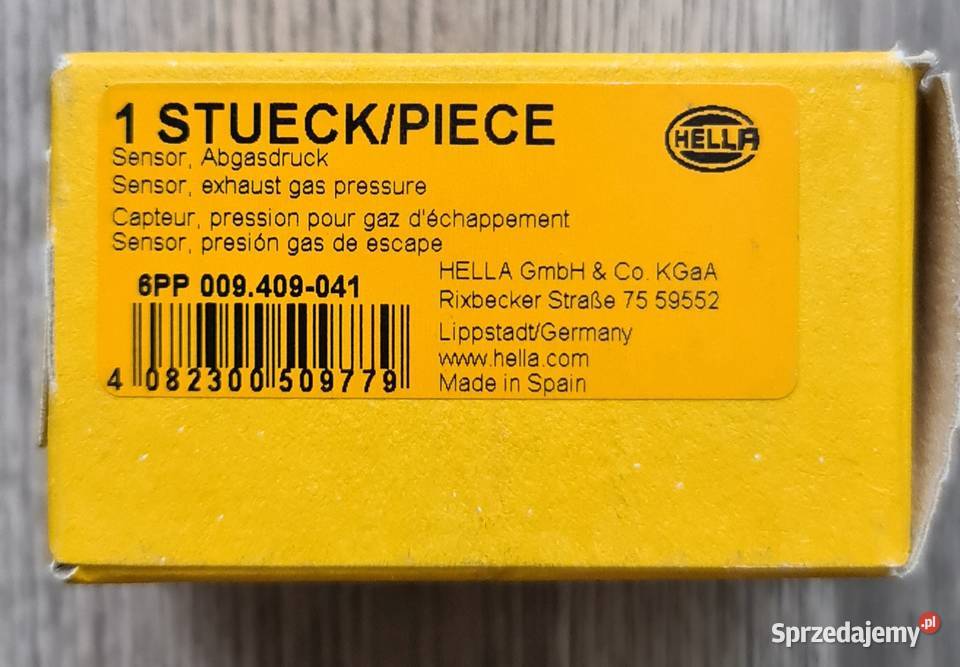 1 STUECK/PIECE
HELLA
Sensor, Abgasdruck
Sensor, exhaust gas pressure
Capteur, pression pour gaz d'échappement
Sensor, presión gas de escape
6PP 009.409-041
4 082300 509779
HELLA GmbH & Co. KGaA
Rixbecker Straße 75 59552
Lippstadt/Germany
www.hella.com
Made in Spain
Sprzedajemy.pl